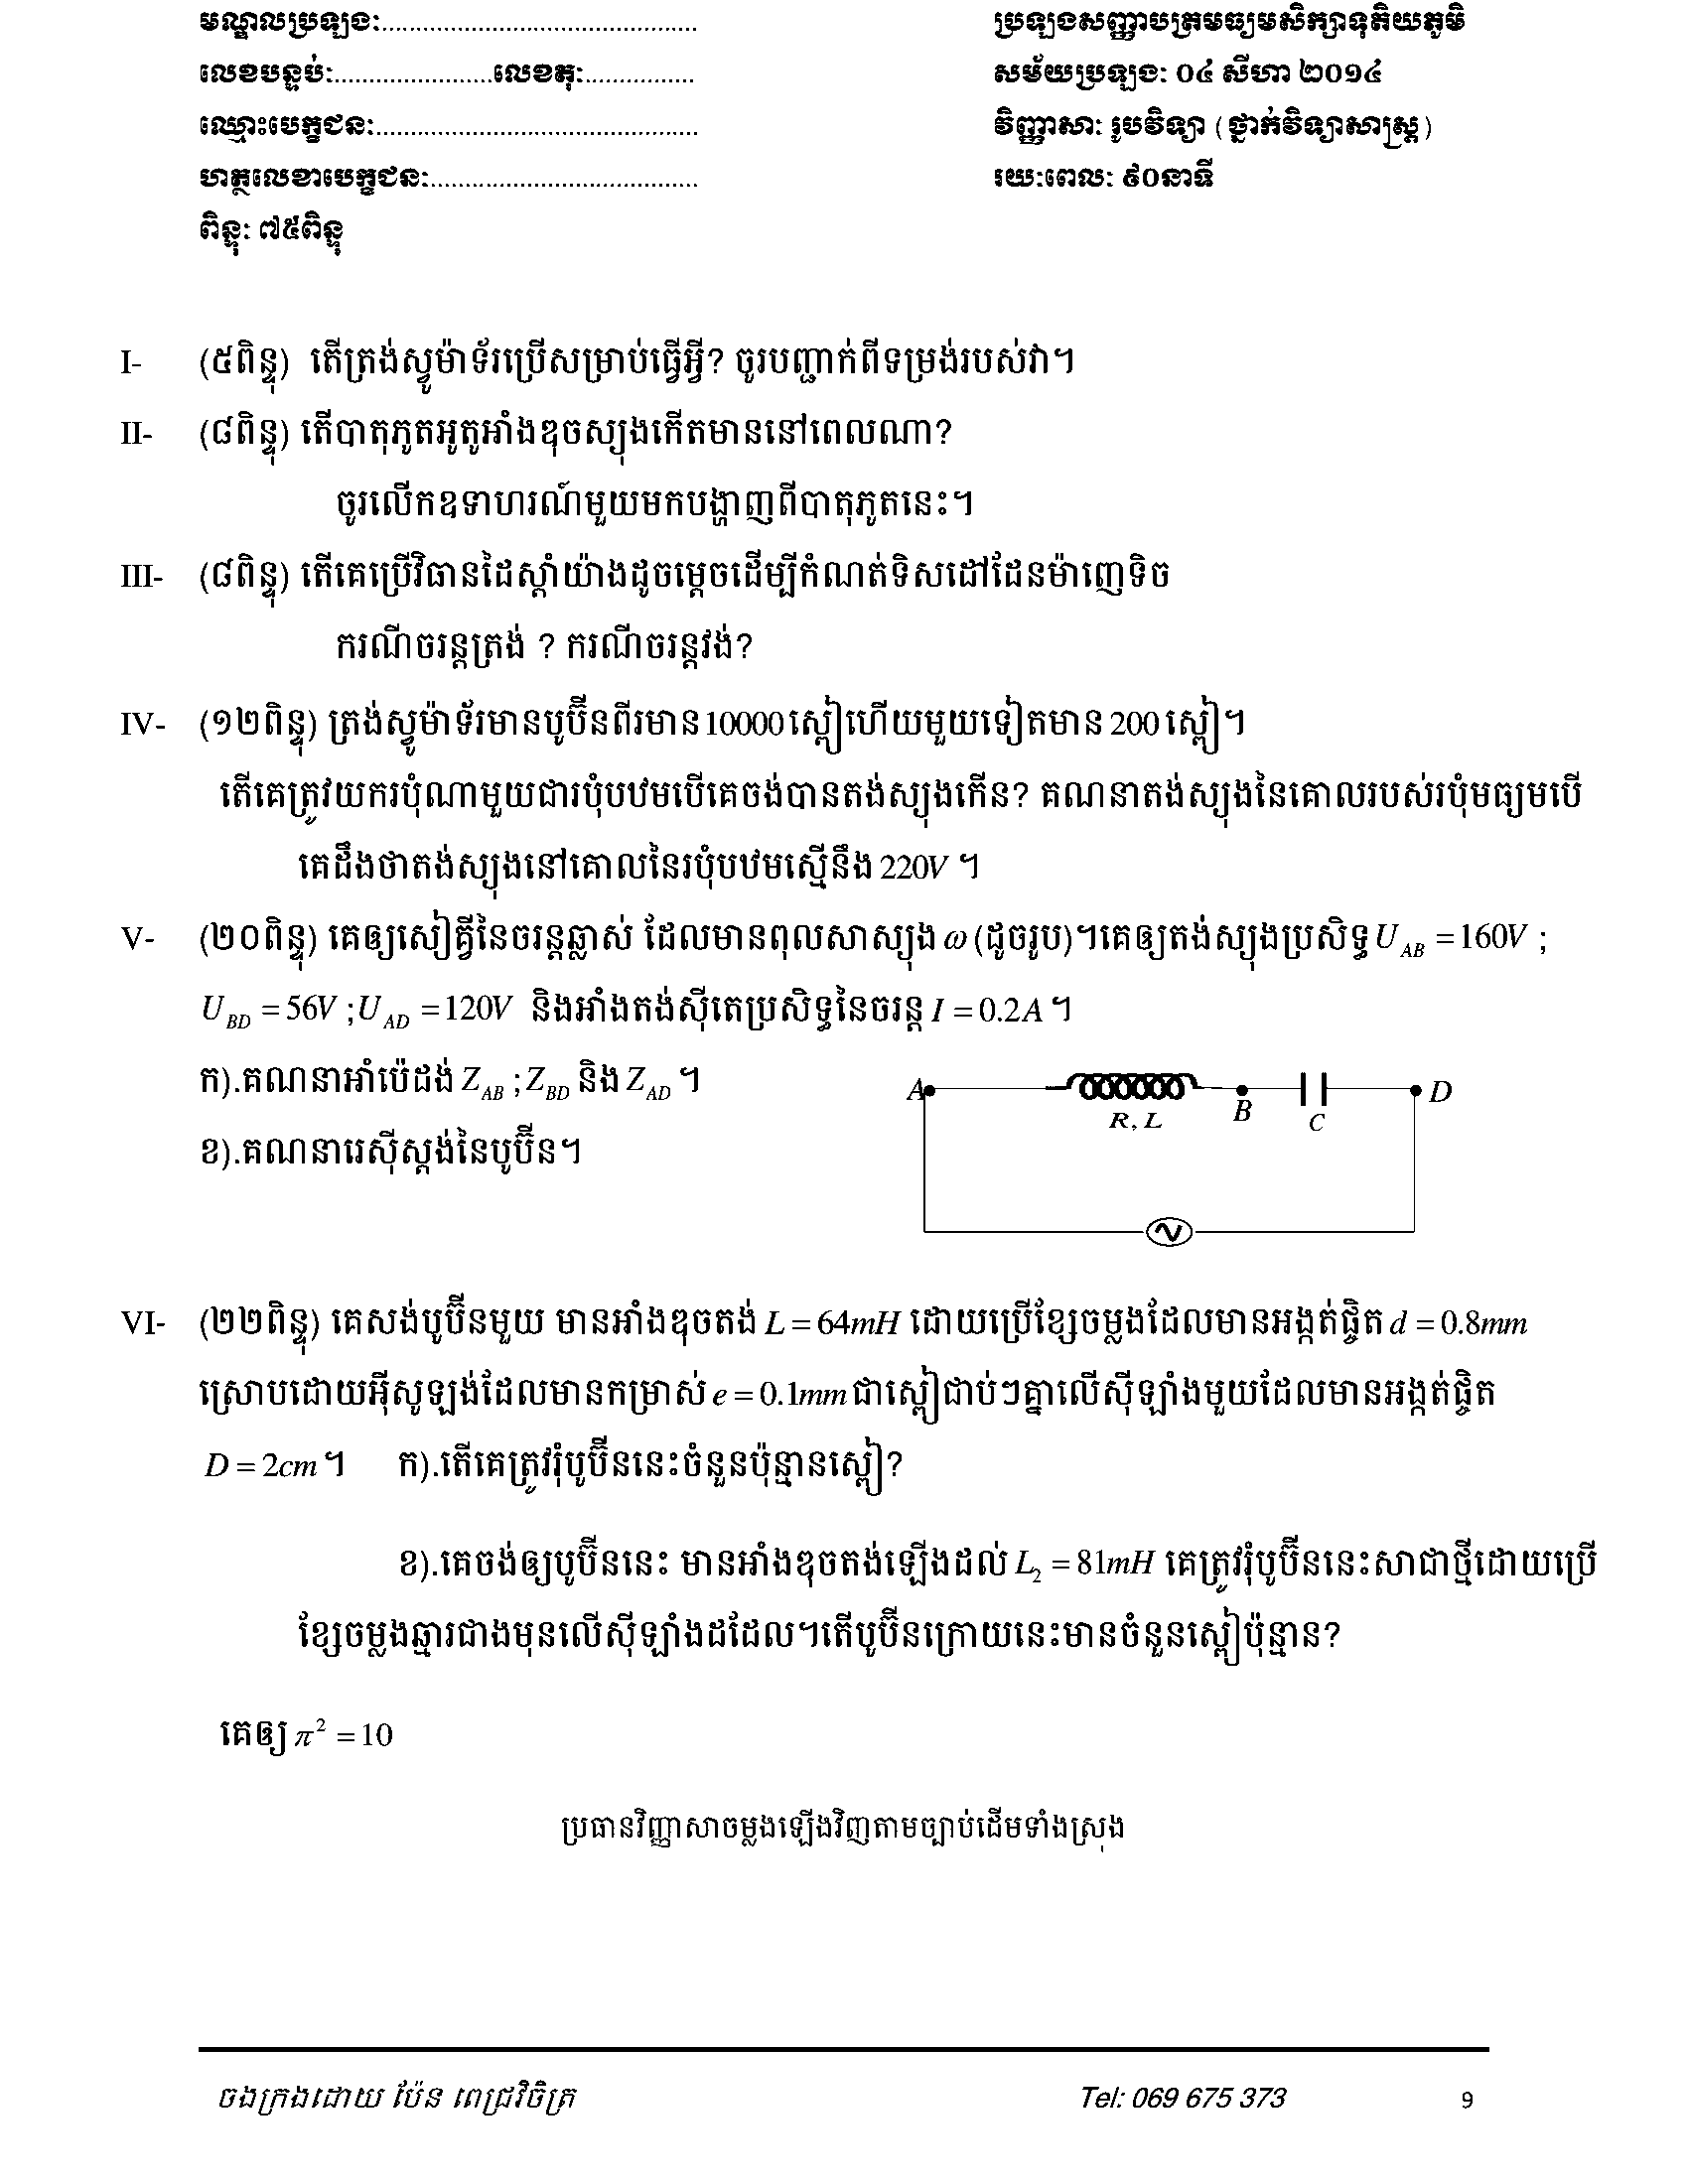 មណ្ឌលប្រឡង:..............................................
ប្រឡងសញ្ញាបត្រមធ្យមសិក្សាទុតិយភូមិ
លេខបន្ទប់:.......................លេខតុ:................
សម័យប្រឡង: ០៤ សីហា ២០១៤
ឈ្មោះបេក្ខជន:...............................................
វិញ្ញាសា: រូបវិទ្យា (ថ្នាក់វិទ្យាសាស្ត្រ)
ហត្ថលេខាបេក្ខជន:.......................................
រយ:ពេល: ៩០នាទី
ពិន្ទុ: ៧៥ពិន្ទុ
I- (៥ពិន្ទុ) តើត្រង់ស្វូម៉ាទ័រប្រើសម្រាប់ធ្វើអ្វី? ចូរបញ្ជាក់ពីទម្រង់របស់វា។
II- (៨ពិន្ទុ) តើបាតុភូតអូតូអាំងឌុចស្យុងកើតមាននៅពេលណា?
ចូរលើកឧទាហរណ៍មួយមកបង្ហាញពីបាតុភូតនេះ។
III- (៨ពិន្ទុ) តើគេប្រើវិធានដៃស្តាំយ៉ាងដូចម្តេចដើម្បីកំណត់ទិសដៅដែនម៉ាញេទិច
ករណីចរន្តត្រង់ ? ករណីចរន្តវង់?
IV- (១២ពិន្ទុ) ត្រង់ស្វូម៉ាទ័រមានបូប៊ីនពីរមាន 10000 ស្ពៀហើយមួយទៀតមាន 200 ស្ពៀ។
តើគេត្រូវយករបុំណាមួយជារបុំបឋមបើគេចង់បានតង់ស្យុងកើន? គណនាតង់ស្យុងនៃគោលរបស់របុំមធ្យមបើ
គេដឹងថាតង់ស្យុងនៅគោលនៃរបុំបឋមស្មើនឹង 220V ។
V- (២០ពិន្ទុ) គេឲ្យសៀគ្វីនៃចរន្តឆ្លាស់ ដែលមានពុលសាស្យុង ω (ដូចរូប)។គេឲ្យតង់ស្យុងប្រសិទ្ធ U_AB = 160V ;
U_BD = 56V ; U_AD = 120V និងអាំងតង់ស៊ីតេប្រសិទ្ធនៃចរន្ត I = 0.2A ។
ក).គណនាអាំប៉េដង់ Z_AB ; Z_BD និង Z_AD ។
ខ).គណនារេស៊ីស្តង់នៃបូប៊ីន។
A
R, L
B
C
D
VI- (២២ពិន្ទុ) គេសង់បូប៊ីនមួយ មានអាំងឌុចតង់ L = 64mH ដោយប្រើខ្សែចម្លងដែលមានអង្កត់ផ្ចិត d = 0.8mm
ស្រោបដោយអ៊ីសូឡង់ដែលមានកម្រាស់ e = 0.1mm ជាស្ពៀជាប់ៗគ្នាលើស៊ីឡាំងមួយដែលមានអង្កត់ផ្ចិត
D = 2cm ។ ក).តើគេត្រូវរុំបូប៊ីននេះចំនួនប៉ុន្មានស្ពៀ?
ខ).គេចង់ឲ្យបូប៊ីននេះ មានអាំងឌុចតង់ឡើងដល់ L₂ = 81mH គេត្រូវរុំបូប៊ីននេះសាជាថ្មីដោយប្រើ
ខ្សែចម្លងឆ្មារជាងមុនលើស៊ីឡាំងដដែល។តើបូប៊ីនក្រោយនេះមានចំនួនស្ពៀប៉ុន្មាន?
គេឲ្យ π² = 10
ប្រធានវិញ្ញាសាចម្លងឡើងវិញតាមច្បាប់ដើមទាំងស្រុង
ចងក្រងដោយ ប៉ែន ពេជ្រវិចិត្រ
Tel: 069 675 373
9